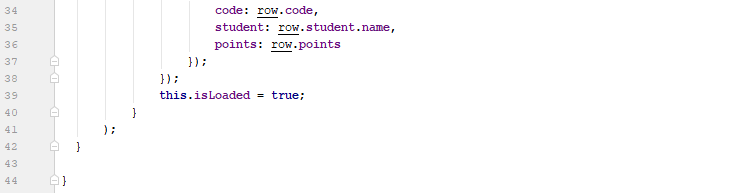 34 code: row.code,
35 student: row.student.name,
36 points: row.points
37 });
38 });
39 this.isLoaded = true;
40 }
41 );
42 }
43
44 }